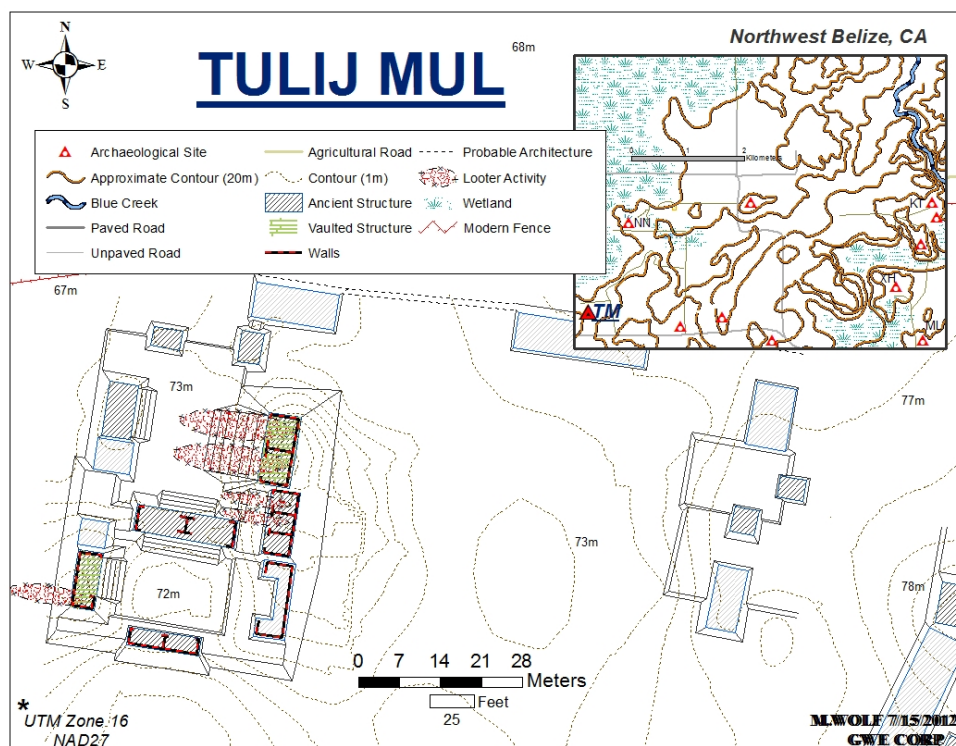 N
W E
S
TULIJ MUL
68m
Northwest Belize, CA
Archaeological Site
Approximate Contour (20m)
Blue Creek
Paved Road
Unpaved Road
Agricultural Road
Contour (1m)
Ancient Structure
Vaulted Structure
Walls
Probable Architecture
Looter Activity
Wetland
Modern Fence
0 1 2
Kilometers
NN
KT
XH
ML
TM
67m
73m
77m
73m
72m
78m
0 7 14 21 28
Meters
Feet
25
*
UTM Zone 16
NAD27
M.WOLF 7/15/2012
GWE CORP